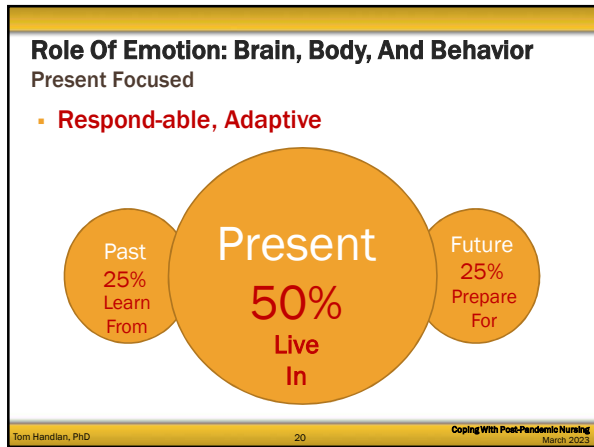 Role Of Emotion: Brain, Body, And Behavior
Present Focused
▪ Respond-able, Adaptive
Past
25%
Learn
From
Present
50%
Live
In
Future
25%
Prepare
For
Tom Handlan, PhD
20
Coping With Post-Pandemic Nursing
March 2023